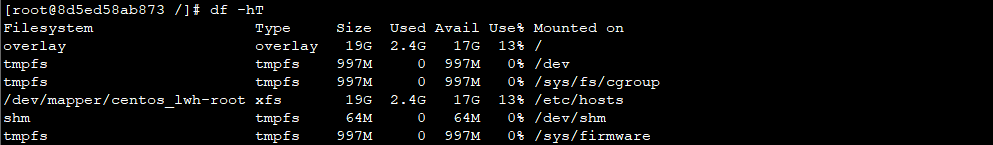 [root@8d5ed58ab873 /]# df -hT
Filesystem Type Size Used Avail Use% Mounted on
overlay overlay 19G 2.4G 17G 13% /
tmpfs tmpfs 997M 0 997M 0% /dev
tmpfs tmpfs 997M 0 997M 0% /sys/fs/cgroup
/dev/mapper/centos_lwh-root xfs 19G 2.4G 17G 13% /etc/hosts
shm tmpfs 64M 0 64M 0% /dev/shm
tmpfs tmpfs 997M 0 997M 0% /sys/firmware